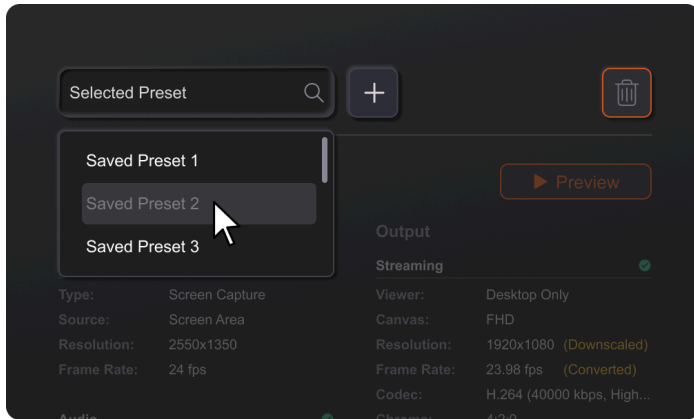 Selected Preset
Saved Preset 1
Saved Preset 2
Saved Preset 3
Preview
Output
Streaming
Type: Screen Capture
Source: Screen Area
Resolution: 2550x1350
Frame Rate: 24 fps
Audio
Viewer: Desktop Only
Canvas: FHD
Resolution: 1920x1080 (Downscaled)
Frame Rate: 23.98 fps (Converted)
Codec: H.264 (40000 kbps, High...
Chroma: 4:2:0